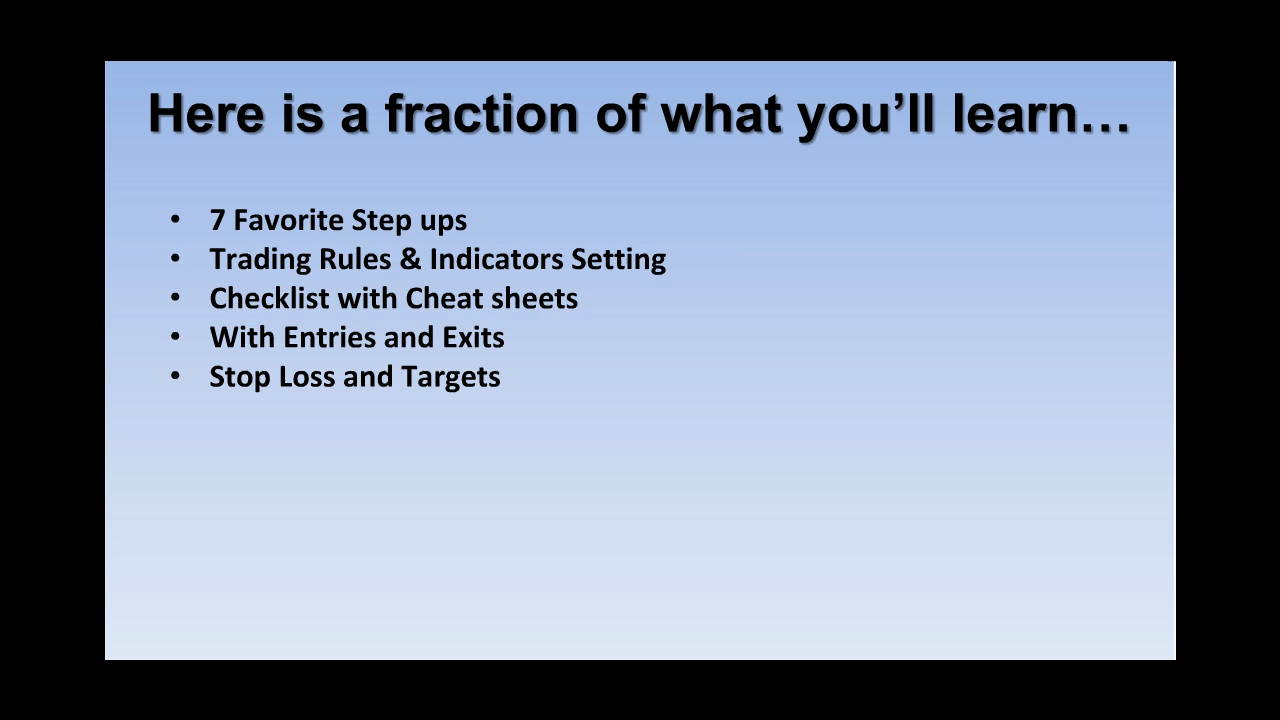 Here is a fraction of what you’ll learn…
• 7 Favorite Step ups
• Trading Rules & Indicators Setting
• Checklist with Cheat sheets
• With Entries and Exits
• Stop Loss and Targets